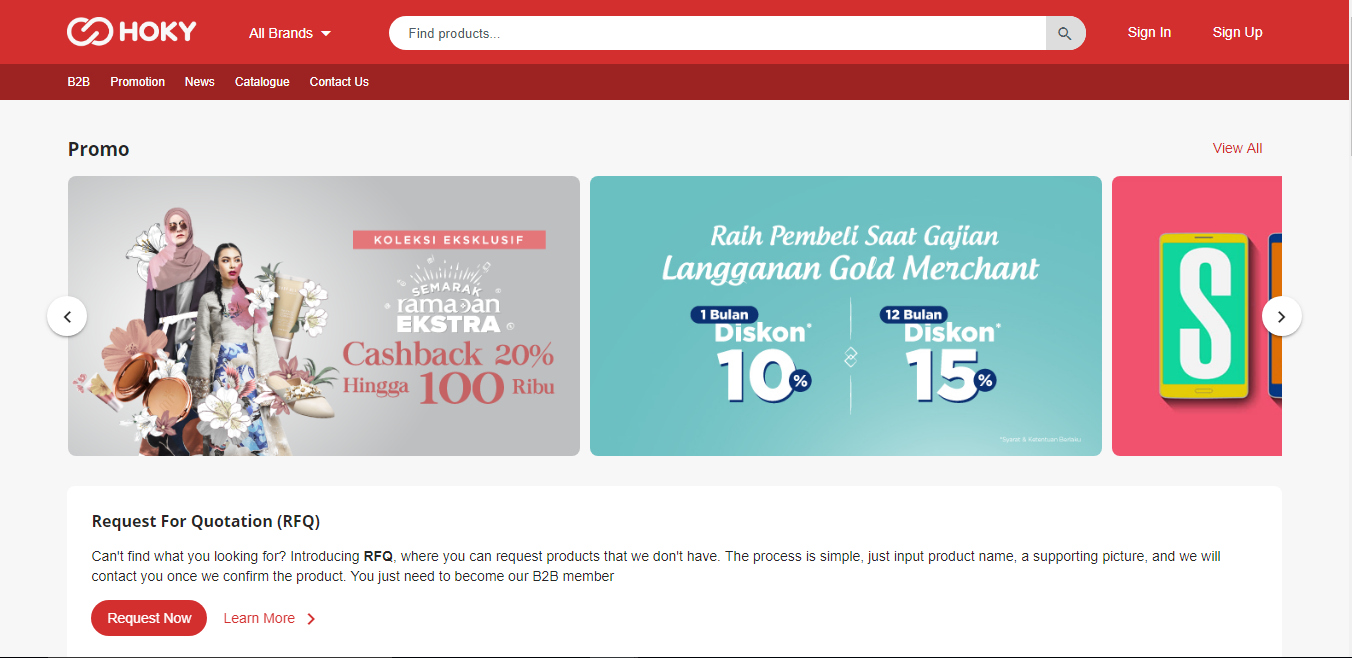 HOKY
All Brands
Find products...
Sign In
Sign Up
B2B
Promotion
News
Catalogue
Contact Us
Promo
View All
KOLEKSI EKSKLUSIF
SEMARAK
ramadan
EKSTRA
Cashback 20%
Hingga 100 Ribu
Raih Pembeli Saat Gajian
Langganan Gold Merchant
1 Bulan
Diskon*
10%
12 Bulan
Diskon*
15%
*Syarat & Ketentuan Berlaku
S
Request For Quotation (RFQ)
Can't find what you looking for? Introducing RFQ, where you can request products that we don't have. The process is simple, just input product name, a supporting picture, and we will
contact you once we confirm the product. You just need to become our B2B member
Request Now
Learn More